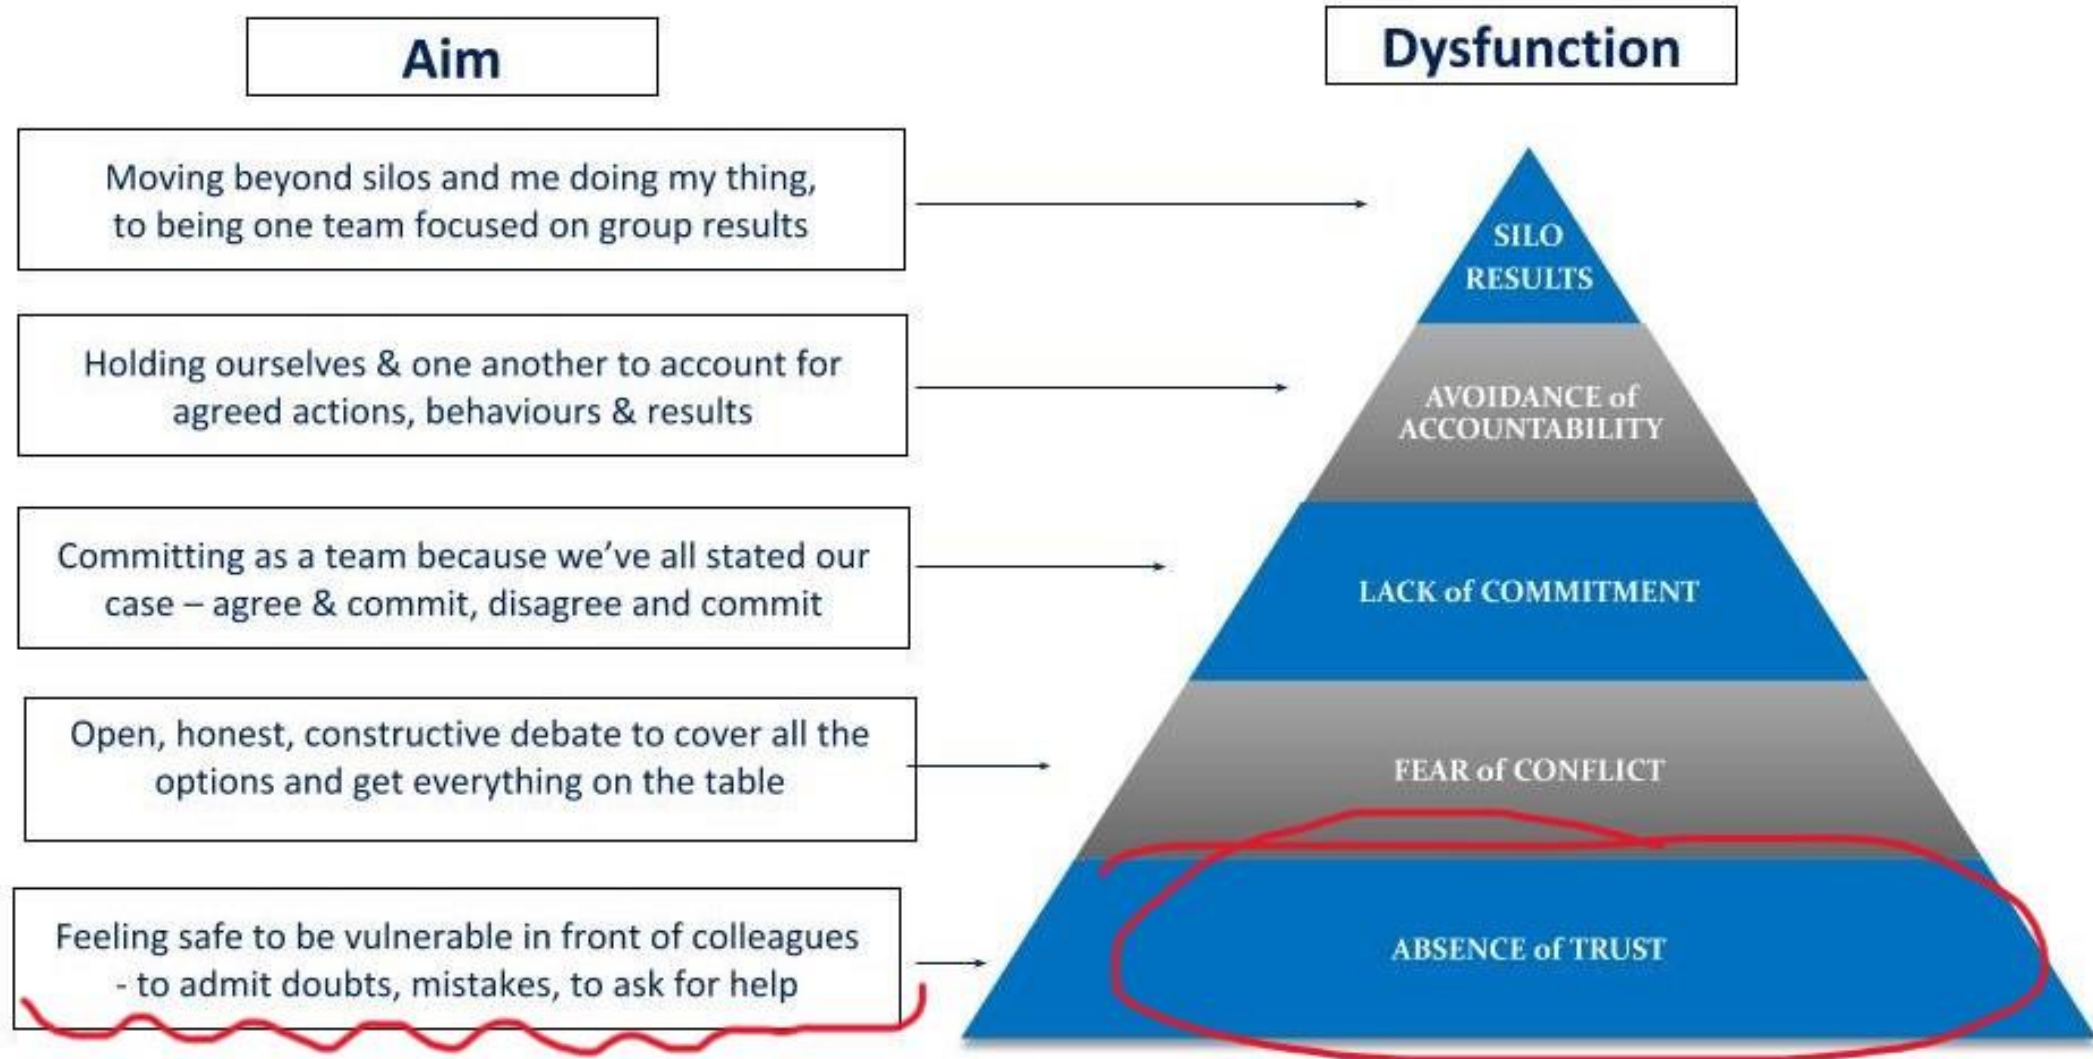 Aim
Dysfunction
Moving beyond silos and me doing my thing,
to being one team focused on group results
SILO
RESULTS
Holding ourselves & one another to account for
agreed actions, behaviours & results
AVOIDANCE of
ACCOUNTABILITY
Committing as a team because we’ve all stated our
case – agree & commit, disagree and commit
LACK of COMMITMENT
Open, honest, constructive debate to cover all the
options and get everything on the table
FEAR of CONFLICT
Feeling safe to be vulnerable in front of colleagues
- to admit doubts, mistakes, to ask for help
ABSENCE of TRUST